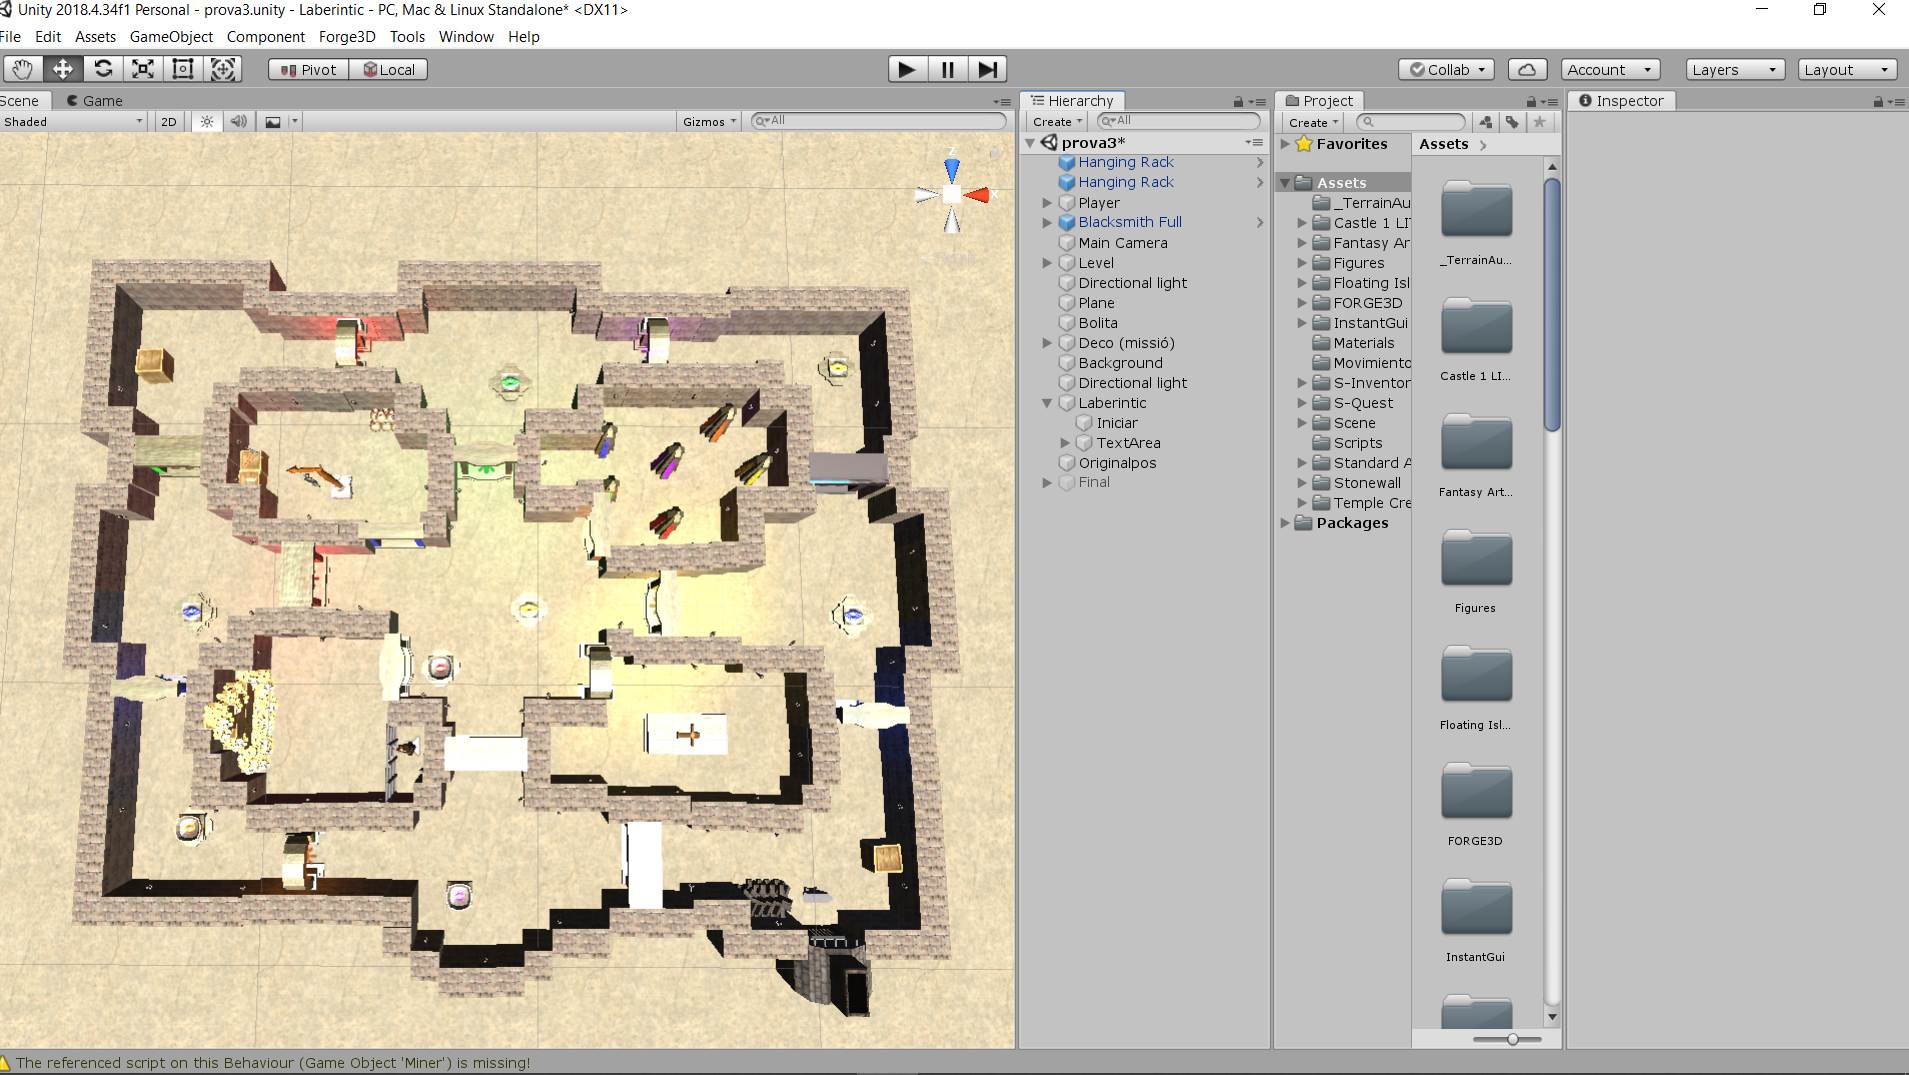 Unity 2018.4.34f1 Personal - prova3.unity - Laberintic - PC, Mac & Linux Standalone* <DX11>
File Edit Assets GameObject Component Forge3D Tools Window Help
Pivot Local Collab Account Layers Layout
Scene Game
Shaded 2D Gizmos All
z
x
Hierarchy
Create All
prova3*
Hanging Rack
Hanging Rack
Player
Blacksmith Full
Main Camera
Level
Directional light
Plane
Bolita
Deco (missió)
Background
Directional light
Laberintic
Iniciar
TextArea
Originalpos
Final
Project
Create
Favorites
Assets
_TerrainAu
Castle 1 LI
Fantasy Ar
Figures
Floating Isl
FORGE3D
InstantGui
Materials
Movimiento
S-Inventor
S-Quest
Scene
Scripts
Standard A
Stonewall
Temple Cre
Packages
Assets
_TerrainAu...
Castle 1 LI...
Fantasy Art...
Figures
Floating Isl...
FORGE3D
InstantGui
Inspector
The referenced script on this Behaviour (Game Object 'Miner') is missing!